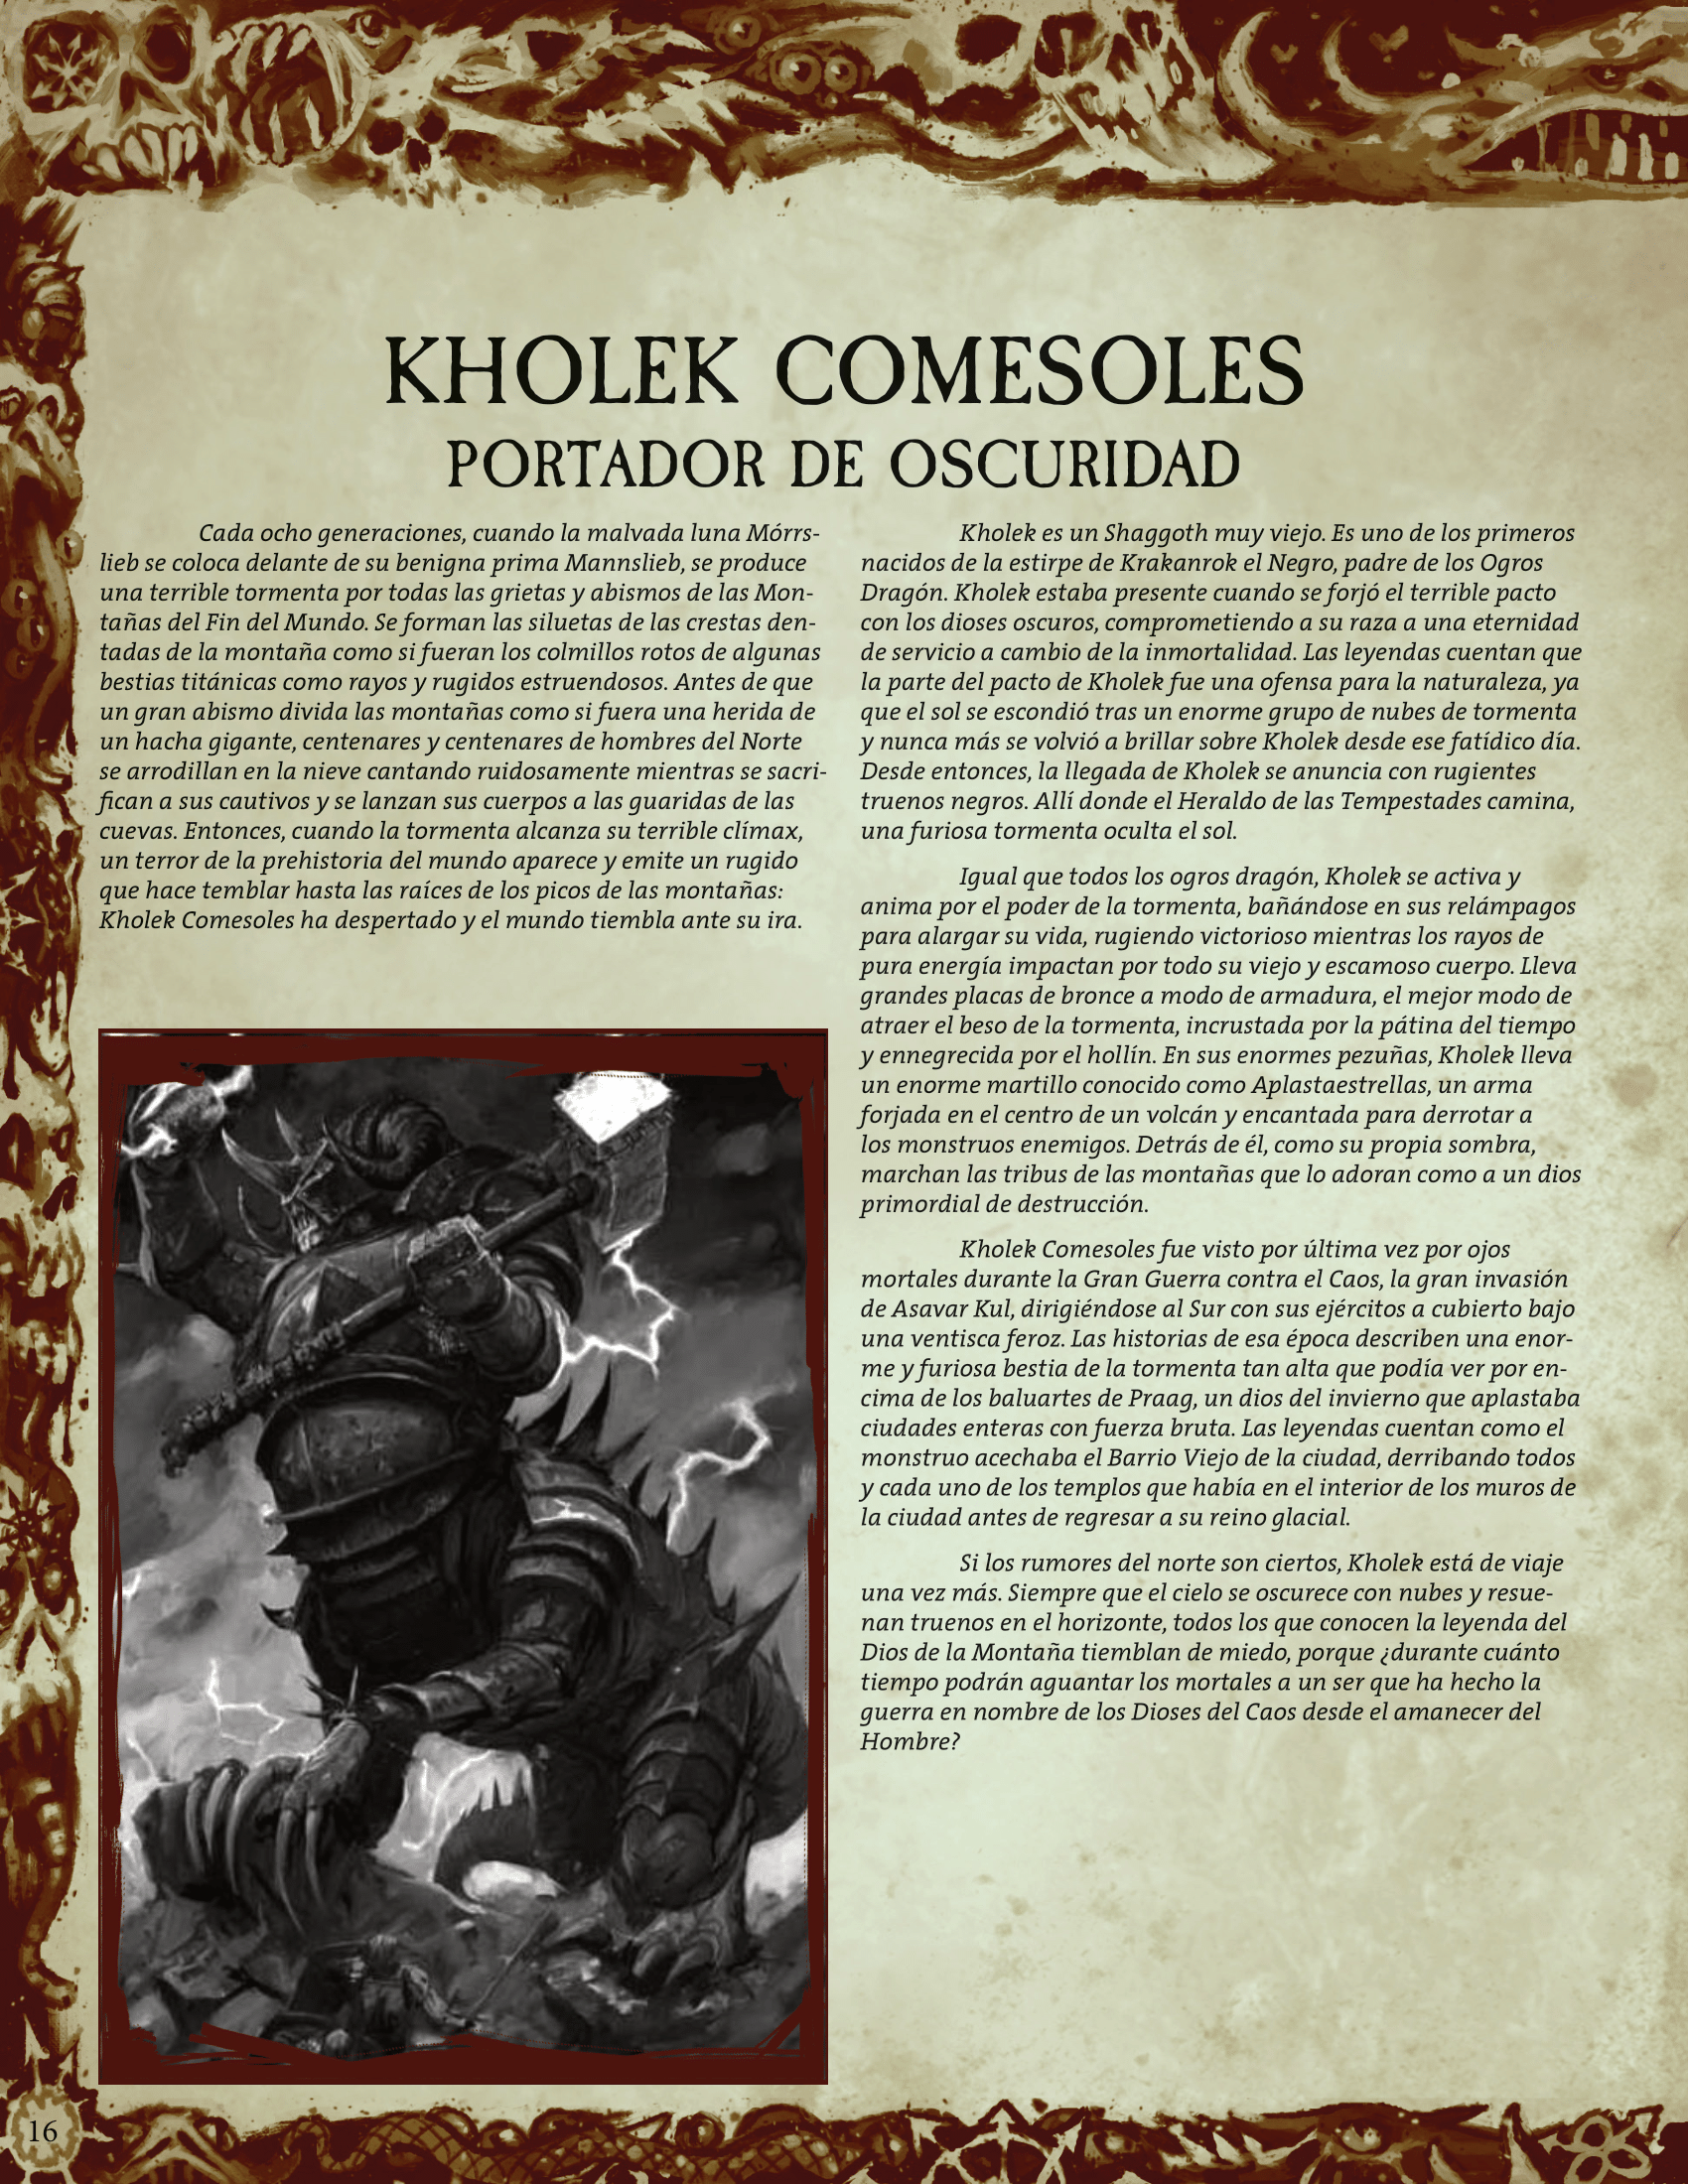 KHOLEK COMESOLES
PORTADOR DE OSCURIDAD
Cada ocho generaciones, cuando la malvada luna Mórrs-
lieb se coloca delante de su benigna prima Mannslieb, se produce
una terrible tormenta por todas las grietas y abismos de las Mon-
tañas del Fin del Mundo. Se forman las siluetas de las crestas den-
tadas de la montaña como si fueran los colmillos rotos de algunas
bestias titánicas como rayos y rugidos estruendosos. Antes de que
un gran abismo divida las montañas como si fuera una herida de
un hacha gigante, centenares y centenares de hombres del Norte
se arrodillan en la nieve cantando ruidosamente mientras se sacri-
fican a sus cautivos y se lanzan sus cuerpos a las guaridas de las
cuevas. Entonces, cuando la tormenta alcanza su terrible clímax,
un terror de la prehistoria del mundo aparece y emite un rugido
que hace temblar hasta las raíces de los picos de las montañas:
Kholek Comesoles ha despertado y el mundo tiembla ante su ira.
Kholek es un Shaggoth muy viejo. Es uno de los primeros
nacidos de la estirpe de Krakanrok el Negro, padre de los Ogros
Dragón. Kholek estaba presente cuando se forjó el terrible pacto
con los dioses oscuros, comprometiendo a su raza a una eternidad
de servicio a cambio de la inmortalidad. Las leyendas cuentan que
la parte del pacto de Kholek fue una ofensa para la naturaleza, ya
que el sol se escondió tras un enorme grupo de nubes de tormenta
y nunca más se volvió a brillar sobre Kholek desde ese fatídico día.
Desde entonces, la llegada de Kholek se anuncia con rugientes
truenos negros. Allí donde el Heraldo de las Tempestades camina,
una furiosa tormenta oculta el sol.
Igual que todos los ogros dragón, Kholek se activa y
anima por el poder de la tormenta, bañándose en sus relámpagos
para alargar su vida, rugiendo victorioso mientras los rayos de
pura energía impactan por todo su viejo y escamoso cuerpo. Lleva
grandes placas de bronce a modo de armadura, el mejor modo de
atraer el beso de la tormenta, incrustada por la pátina del tiempo
y ennegrecida por el hollín. En sus enormes pezuñas, Kholek lleva
un enorme martillo conocido como Aplastaestrellas, un arma
forjada en el centro de un volcán y encantada para derrotar a
los monstruos enemigos. Detrás de él, como su propia sombra,
marchan las tribus de las montañas que lo adoran como a un dios
primordial de destrucción.
Kholek Comesoles fue visto por última vez por ojos
mortales durante la Gran Guerra contra el Caos, la gran invasión
de Asavar Kul, dirigiéndose al Sur con sus ejércitos a cubierto bajo
una ventisca feroz. Las historias de esa época describen una enor-
me y furiosa bestia de la tormenta tan alta que podía ver por en-
cima de los baluartes de Praag, un dios del invierno que aplastaba
ciudades enteras con fuerza bruta. Las leyendas cuentan como el
monstruo acechaba el Barrio Viejo de la ciudad, derribando todos
y cada uno de los templos que había en el interior de los muros de
la ciudad antes de regresar a su reino glacial.
Si los rumores del norte son ciertos, Kholek está de viaje
una vez más. Siempre que el cielo se oscurece con nubes y resue-
nan truenos en el horizonte, todos los que conocen la leyenda del
Dios de la Montaña tiemblan de miedo, porque ¿durante cuánto
tiempo podrán aguantar los mortales a un ser que ha hecho la
guerra en nombre de los Dioses del Caos desde el amanecer del
Hombre?
16